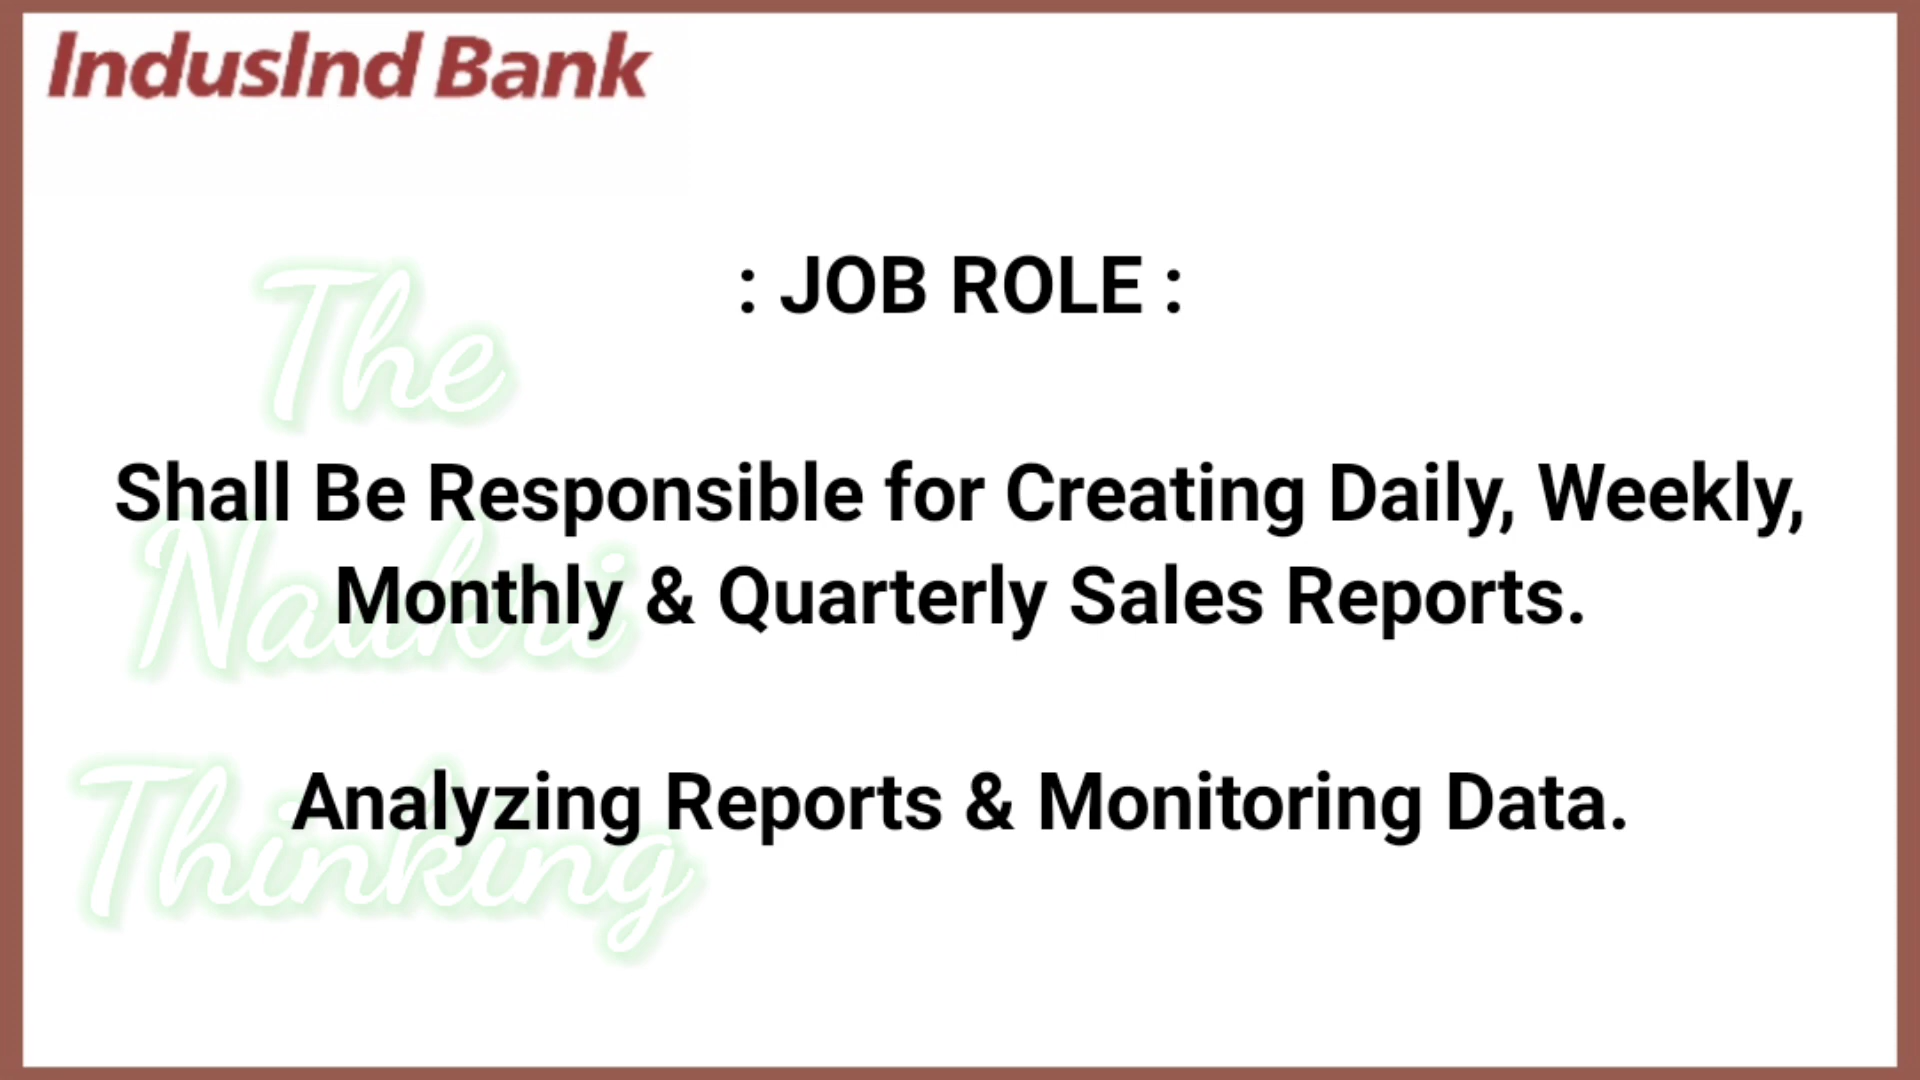 IndusInd Bank
: JOB ROLE :
The
Shall Be Responsible for Creating Daily, Weekly,
Naukri
Monthly & Quarterly Sales Reports.
Analyzing Reports & Monitoring Data.
Thinking